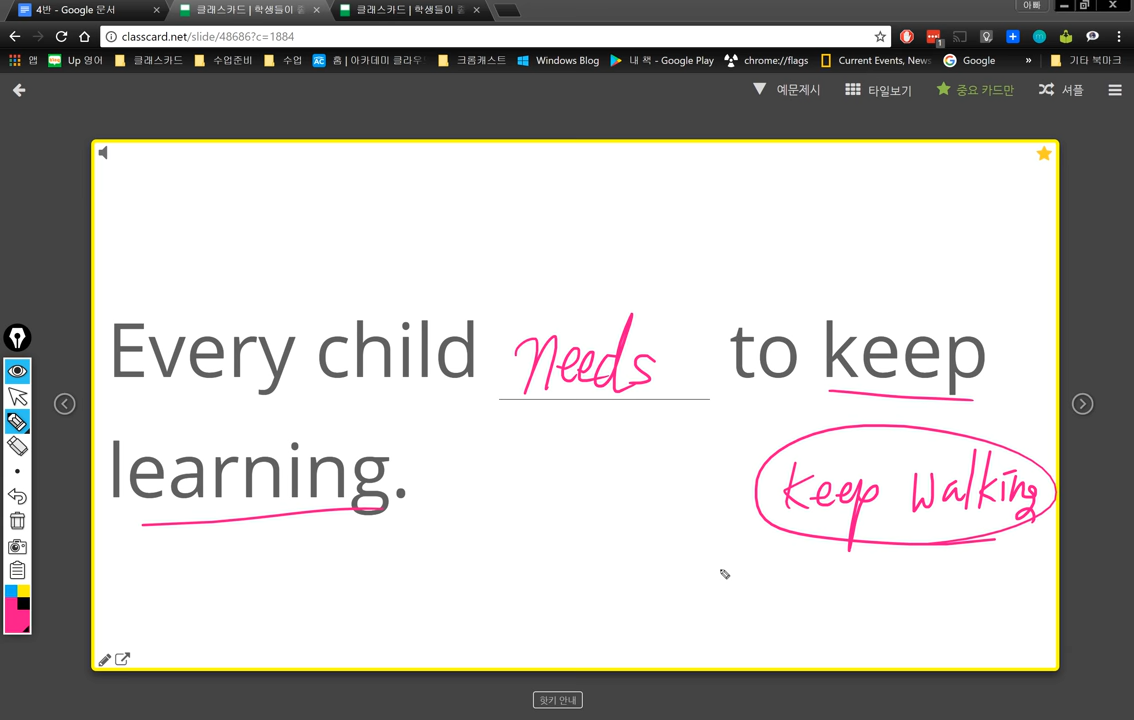 4반 - Google 문서
클래스카드 | 학생들이 
클래스카드 | 학생들이 
아빠
classcard.net/slide/48686?c=1884
앱 Up 영어 클래스카드 수업준비 수업 홈 | 아카데미 클라우 크롬캐스트 Windows Blog 내 책 - Google Play chrome://flags Current Events, News Google » 기타 북마크
예문제시 타일보기 중요 카드만 셔플
Every child needs to keep
learning.
Keep Walking
핫키 안내